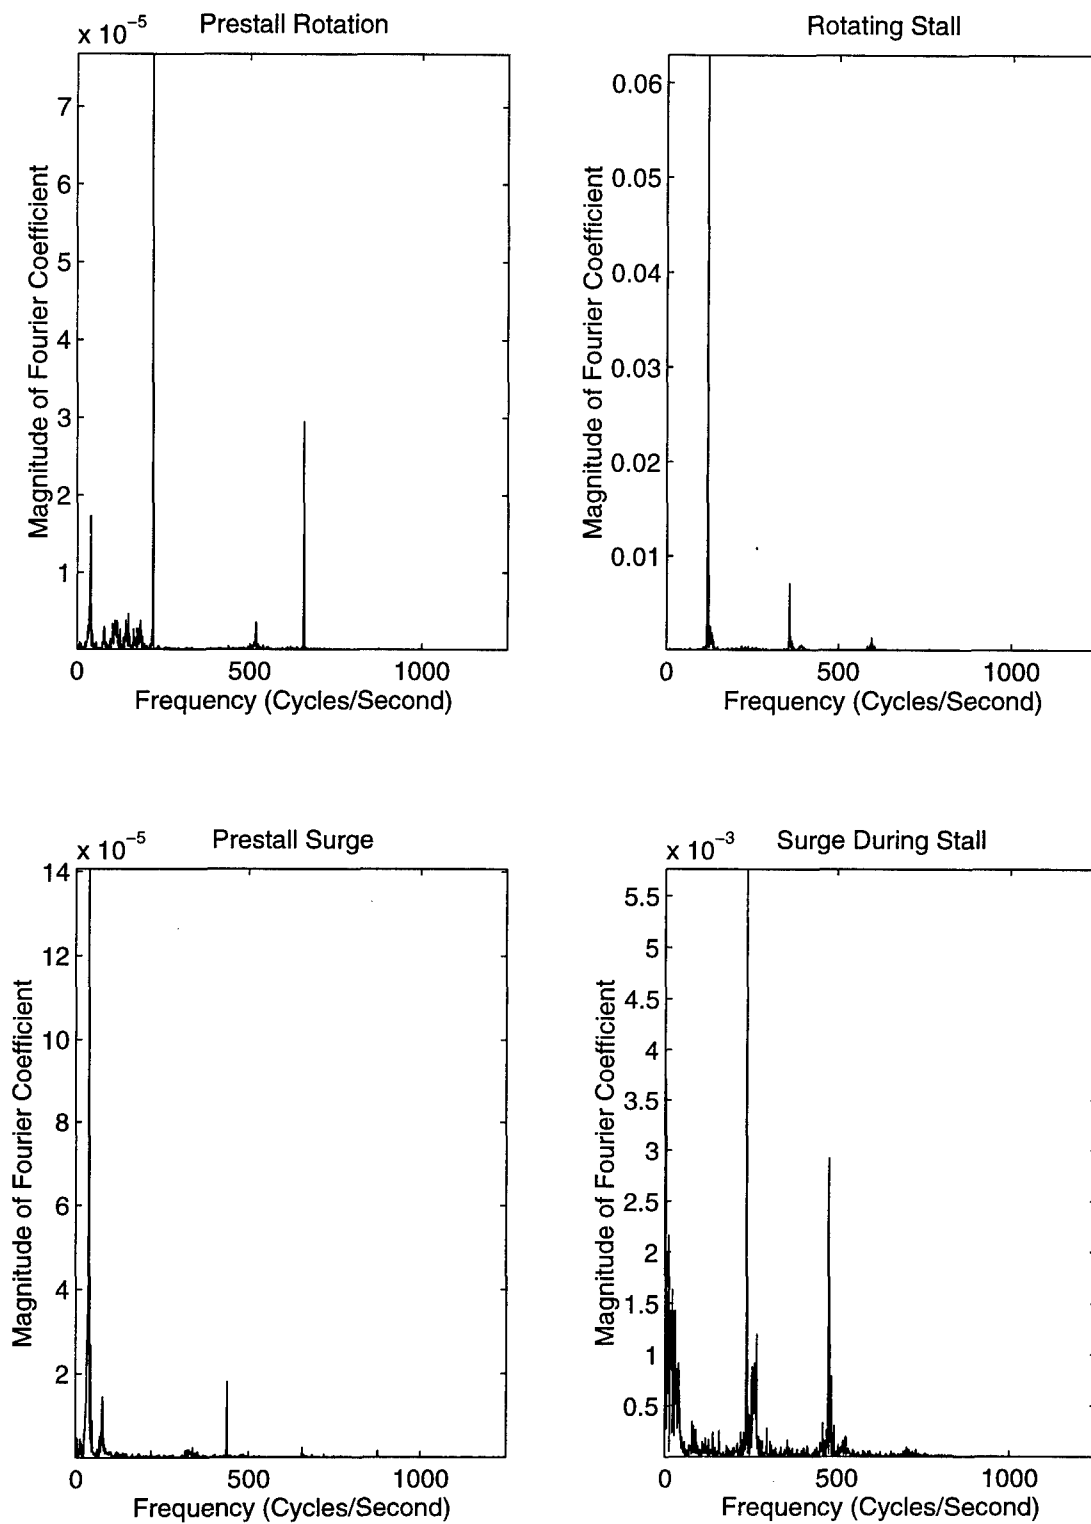 Prestall Rotation
x 10⁻⁵
Magnitude of Fourier Coefficient
7
6
5
4
3
2
1
0
500
1000
Frequency (Cycles/Second)
Rotating Stall
Magnitude of Fourier Coefficient
0.06
0.05
0.04
0.03
0.02
0.01
0
500
1000
Frequency (Cycles/Second)
Prestall Surge
x 10⁻⁵
Magnitude of Fourier Coefficient
14
12
10
8
6
4
2
0
500
1000
Frequency (Cycles/Second)
Surge During Stall
x 10⁻³
Magnitude of Fourier Coefficient
5.5
5
4.5
4
3.5
3
2.5
2
1.5
1
0.5
0
500
1000
Frequency (Cycles/Second)